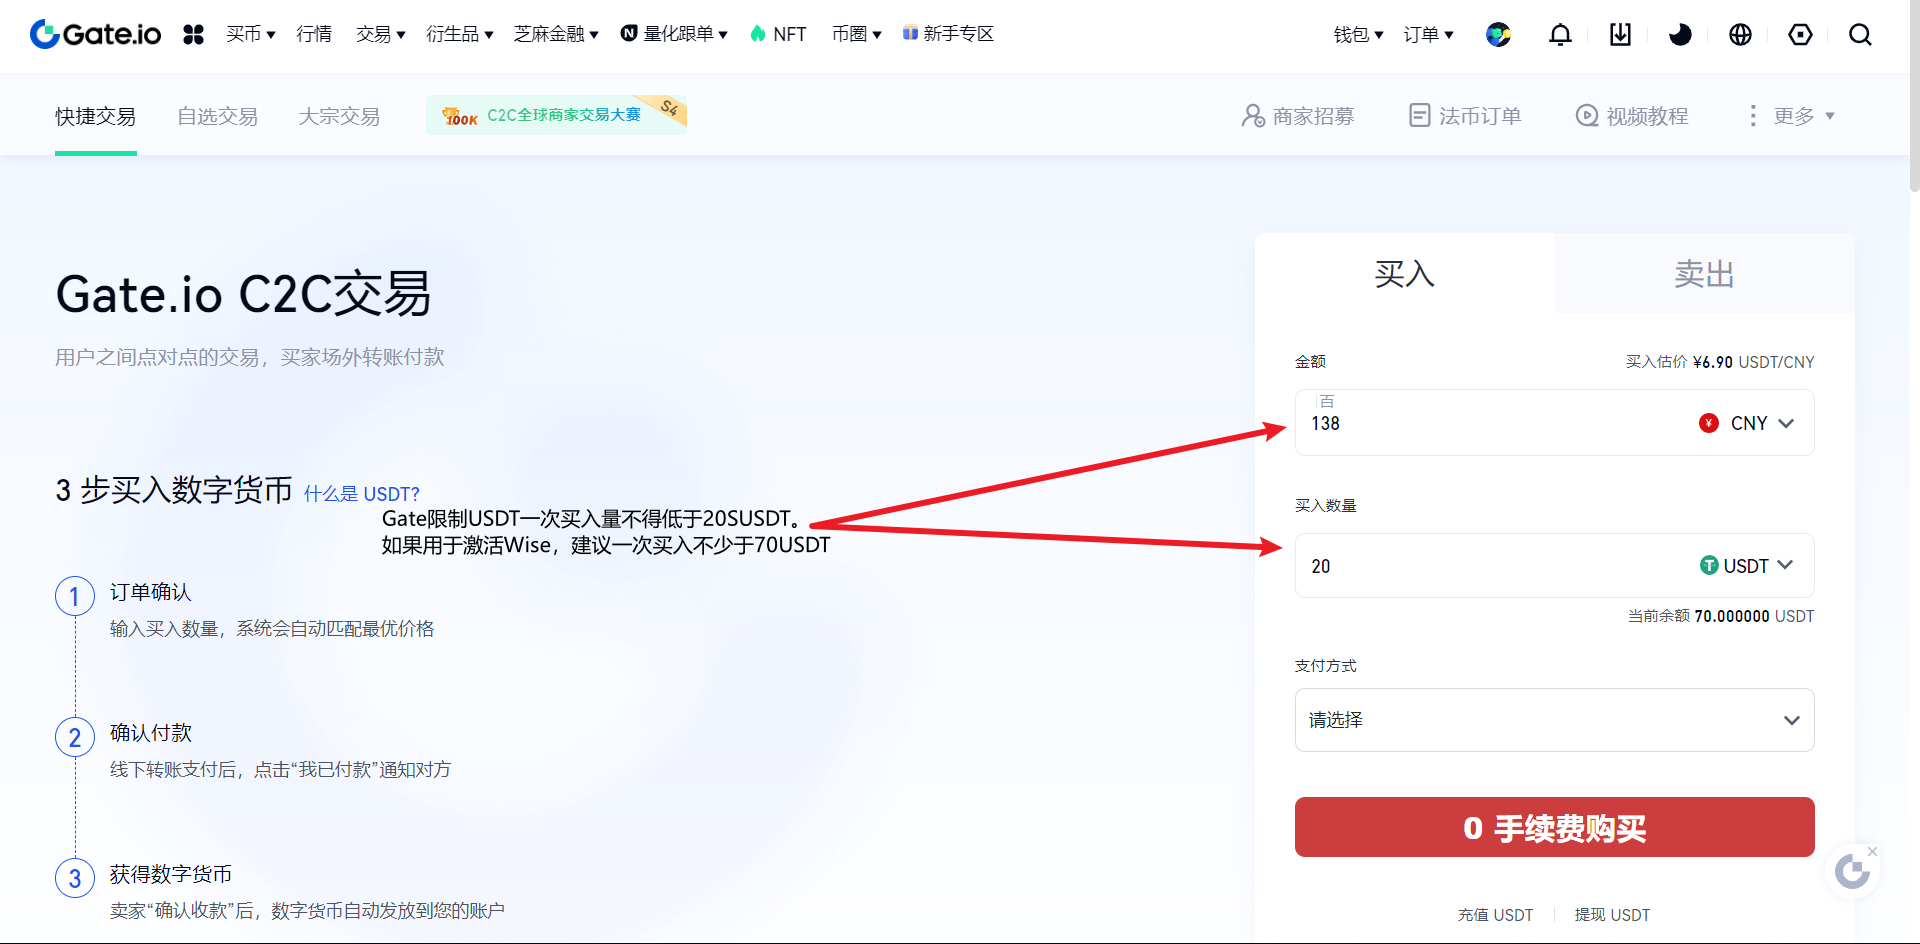 Gate.io 买币 行情 交易 衍生品 芝麻金融 量化跟单 NFT 币圈 新手专区 钱包 订单
快捷交易 自选交易 大宗交易 100K C2C全球商家交易大赛 S4 商家招募 法币订单 视频教程 更多
Gate.io C2C交易
用户之间点对点的交易，买家场外转账付款
3 步买入数字货币 什么是 USDT?
Gate限制USDT一次买入量不得低于20SUSDT。
如果用于激活Wise，建议一次买入不少于70USDT
1 订单确认
输入买入数量，系统会自动匹配最优价格
2 确认付款
线下转账支付后，点击“我已付款”通知对方
3 获得数字货币
卖家“确认收款”后，数字货币自动发放到您的账户
买入 卖出
金额 买入估价 ¥6.90 USDT/CNY
百
138 ¥ CNY
买入数量
20 USDT
当前余额 70.000000 USDT
支付方式
请选择
0 手续费购买
充值 USDT 提现 USDT